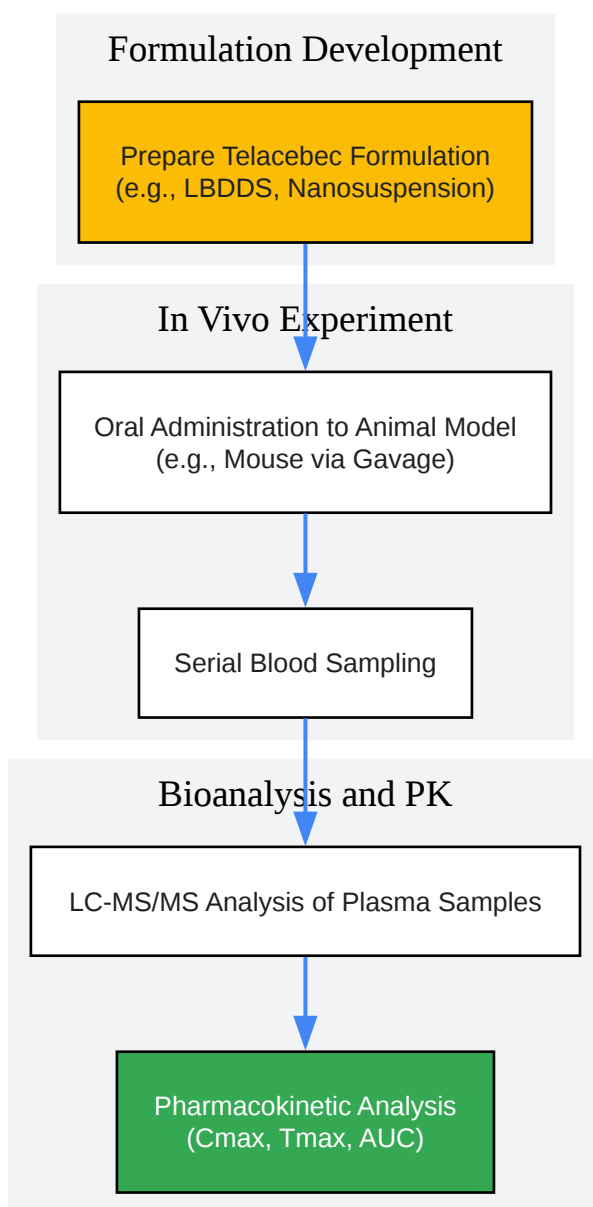 Formulation Development
Prepare Telacebec Formulation
(e.g., LBDDS, Nanosuspension)
In Vivo Experiment
Oral Administration to Animal Model
(e.g., Mouse via Gavage)
Serial Blood Sampling
Bioanalysis and PK
LC-MS/MS Analysis of Plasma Samples
Pharmacokinetic Analysis
(Cmax, Tmax, AUC)